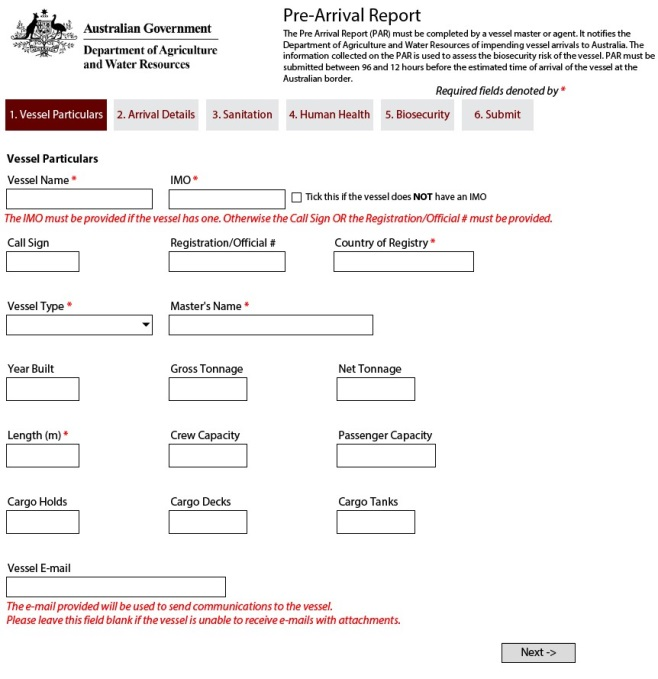 Australian Government
Department of Agriculture
and Water Resources
Pre-Arrival Report
The Pre Arrival Report (PAR) must be completed by a vessel master or agent. It notifies the
Department of Agriculture and Water Resources of impending vessel arrivals to Australia. The
information collected on the PAR is used to assess the biosecurity risk of the vessel. PAR must be
submitted between 96 and 12 hours before the estimated time of arrival of the vessel at the
Australian border.
Required fields denoted by *
1. Vessel Particulars 2. Arrival Details 3. Sanitation 4. Human Health 5. Biosecurity 6. Submit
Vessel Particulars
Vessel Name * IMO *
Tick this if the vessel does NOT have an IMO
The IMO must be provided if the vessel has one. Otherwise the Call Sign OR the Registration/Official # must be provided.
Call Sign Registration/Official # Country of Registry *
Vessel Type * Master's Name *
Year Built Gross Tonnage Net Tonnage
Length (m) * Crew Capacity Passenger Capacity
Cargo Holds Cargo Decks Cargo Tanks
Vessel E-mail
The e-mail provided will be used to send communications to the vessel.
Please leave this field blank if the vessel is unable to receive e-mails with attachments.
Next ->